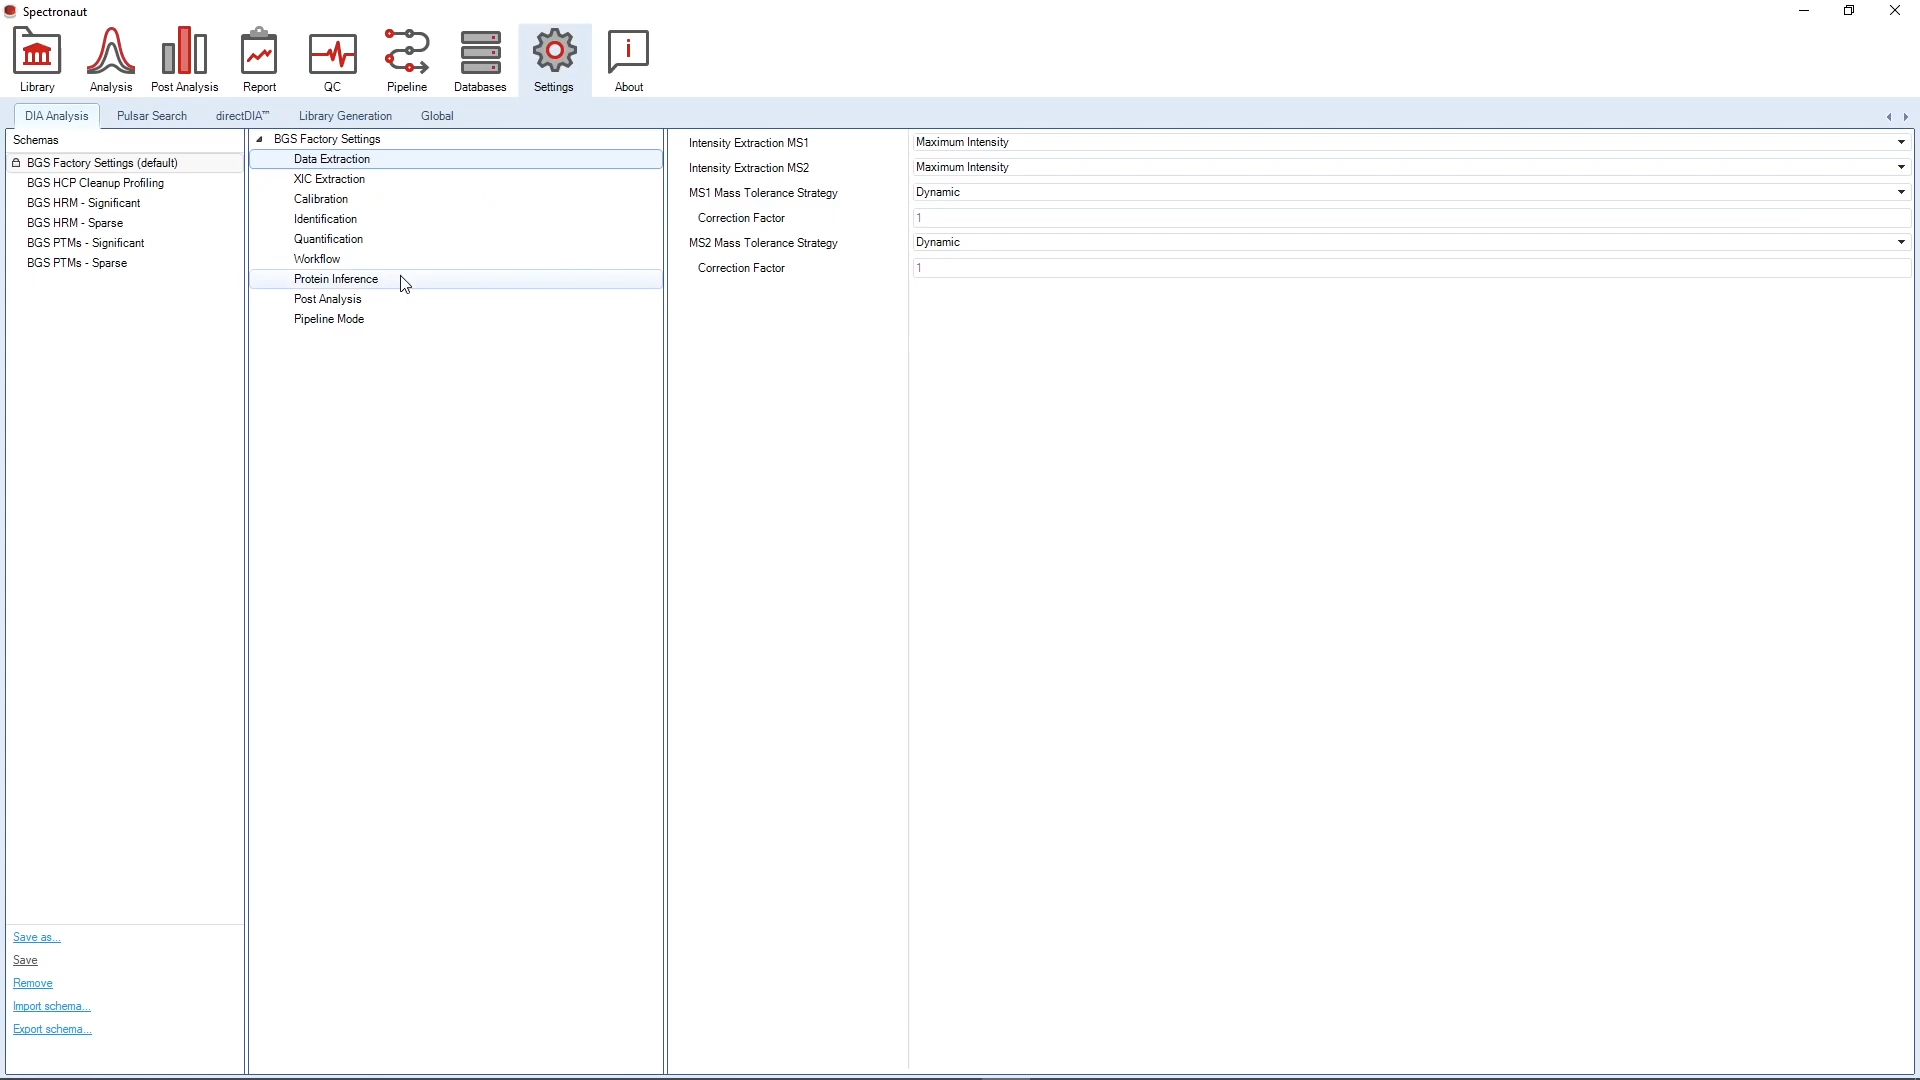 Spectronaut
Library
Analysis
Post Analysis
Report
QC
Pipeline
Databases
Settings
About
DIA Analysis
Pulsar Search
directDIA™
Library Generation
Global
Schemas
BGS Factory Settings (default)
BGS HCP Cleanup Profiling
BGS HRM - Significant
BGS HRM - Sparse
BGS PTMs - Significant
BGS PTMs - Sparse
Save as...
Save
Remove
Import schema...
Export schema...
BGS Factory Settings
Data Extraction
XIC Extraction
Calibration
Identification
Quantification
Workflow
Protein Inference
Post Analysis
Pipeline Mode
Intensity Extraction MS1 Maximum Intensity
Intensity Extraction MS2 Maximum Intensity
MS1 Mass Tolerance Strategy Dynamic
Correction Factor 1
MS2 Mass Tolerance Strategy Dynamic
Correction Factor 1